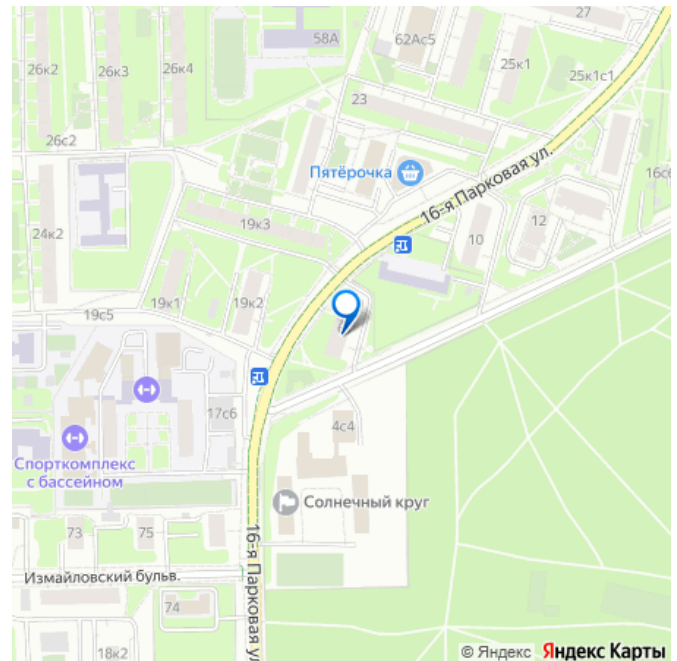 27
58А
62Ас5
26к2
26к3
26к4
25к1
25к1с1
23
26с2
Пятёрочка
16-я Парковая ул.
16с6
19к3
12
24к2
10
19к1
19к2
19с5
17с6
4с4
Спорткомплекс
с бассейном
Солнечный круг
73
75
16-я Парковая ул
Измайловский бульв.
74
18к2
© Яндекс Яндекс Карты